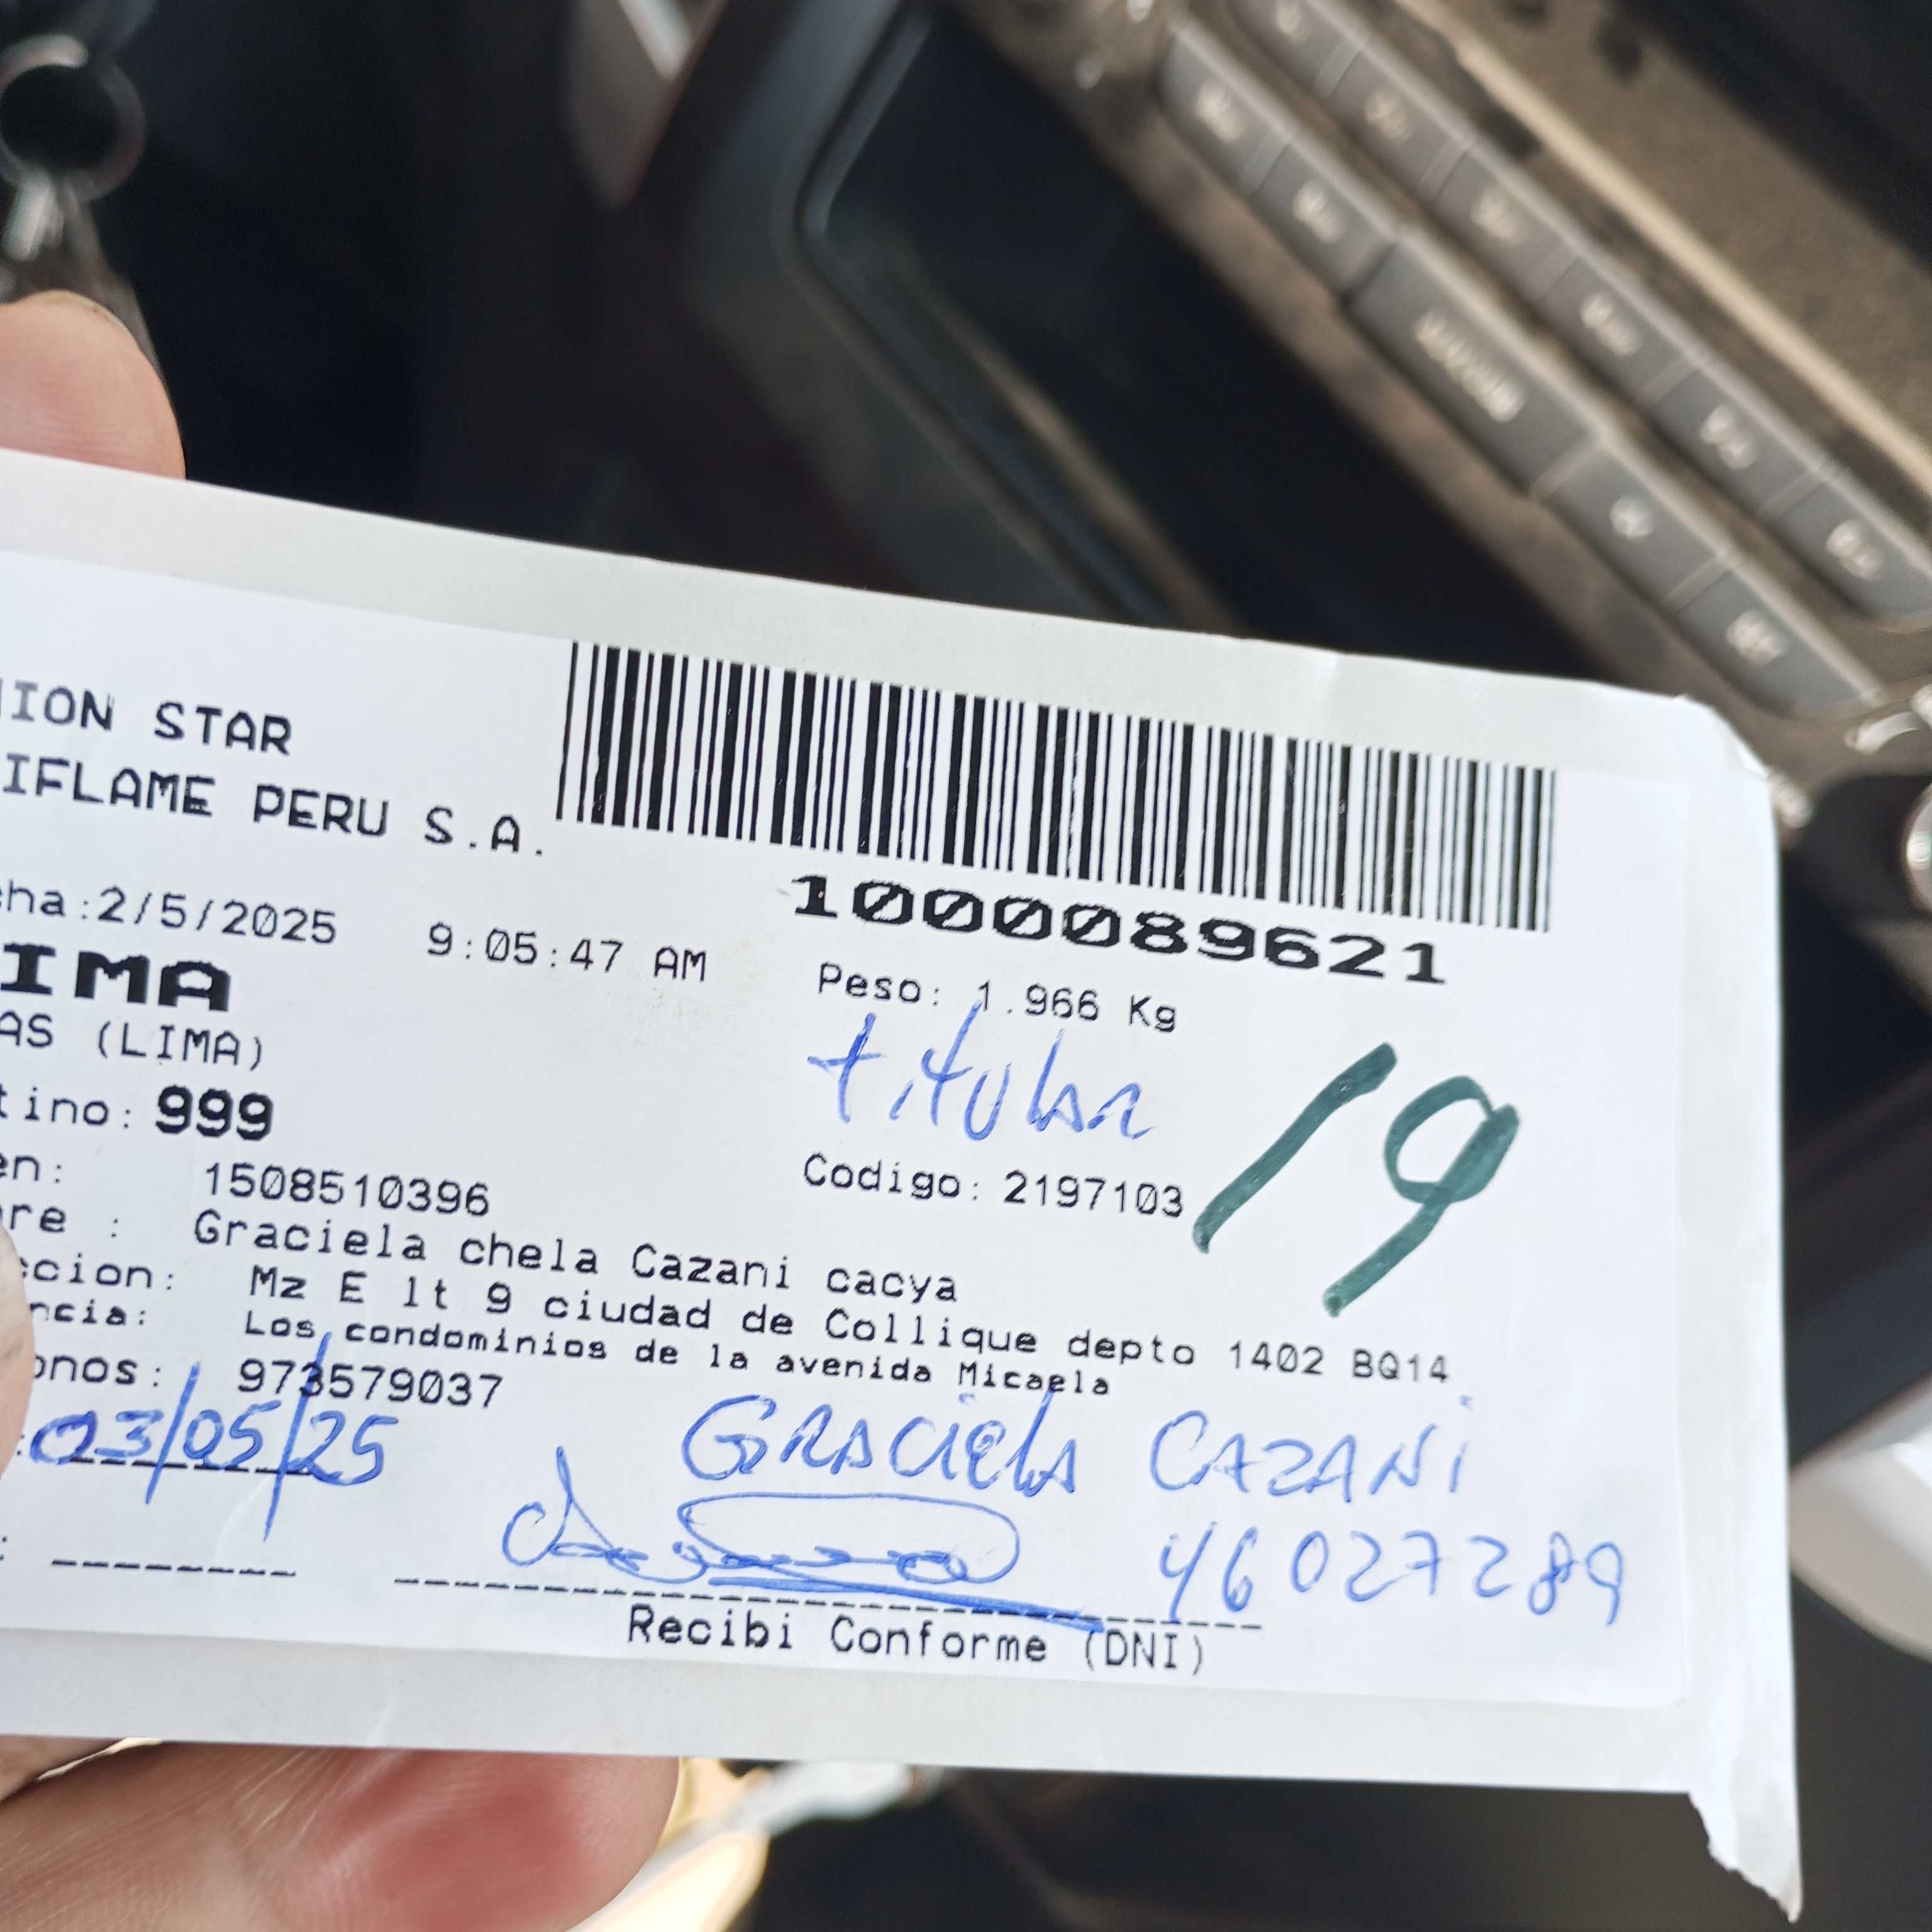 ION STAR
IFLAME PERU S.A.
ha:2/5/2025 9:05:47 AM
1000089621
IMA
Peso: 1.966 Kg
AS (LIMA)
titular
19
tino: 999
en: 1508510396
Codigo: 2197103
re : Graciela chela Cazani cacya
cion: Mz E lt 9 ciudad de Collique depto 1402 BQ14
ncia: Los condominios de la avenida Micaela
onos: 973579037
03/05/25
GRACIELA CAZANI
46027289
Recibi Conforme (DNI)